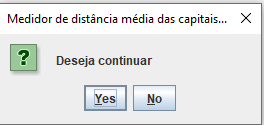 Medidor de distância média das capitais...
Deseja continuar
Yes No